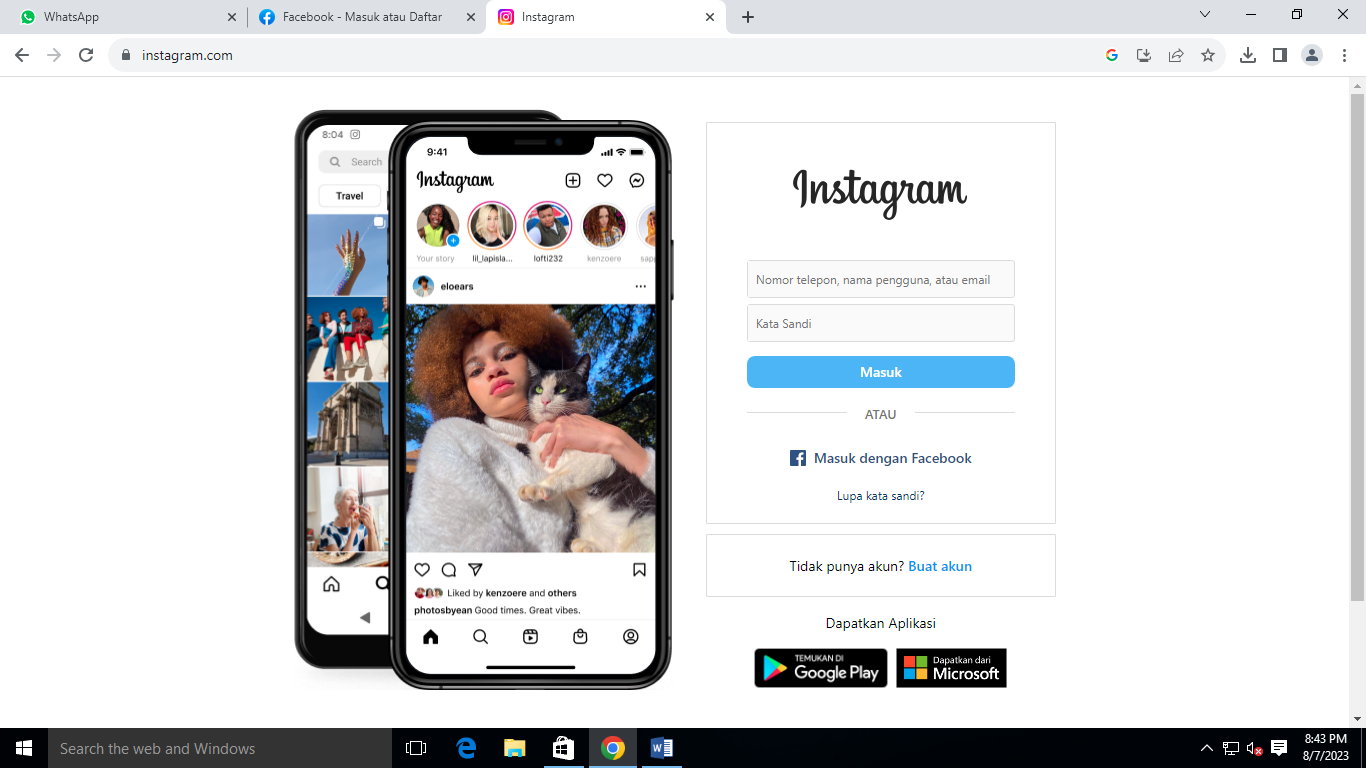 WhatsApp
Facebook - Masuk atau Daftar
Instagram
instagram.com
8:04
Search
Travel
9:41
Instagram
Your story
lil_lapisla...
lofti232
kenzoere
sapp
eloears
Liked by kenzoere and others
photosbyean Good times. Great vibes.
Instagram
Nomor telepon, nama pengguna, atau email
Kata Sandi
Masuk
ATAU
Masuk dengan Facebook
Lupa kata sandi?
Tidak punya akun? Buat akun
Dapatkan Aplikasi
TEMUKAN DI
Google Play
Dapatkan dari
Microsoft
Search the web and Windows
8:43 PM
8/7/2023